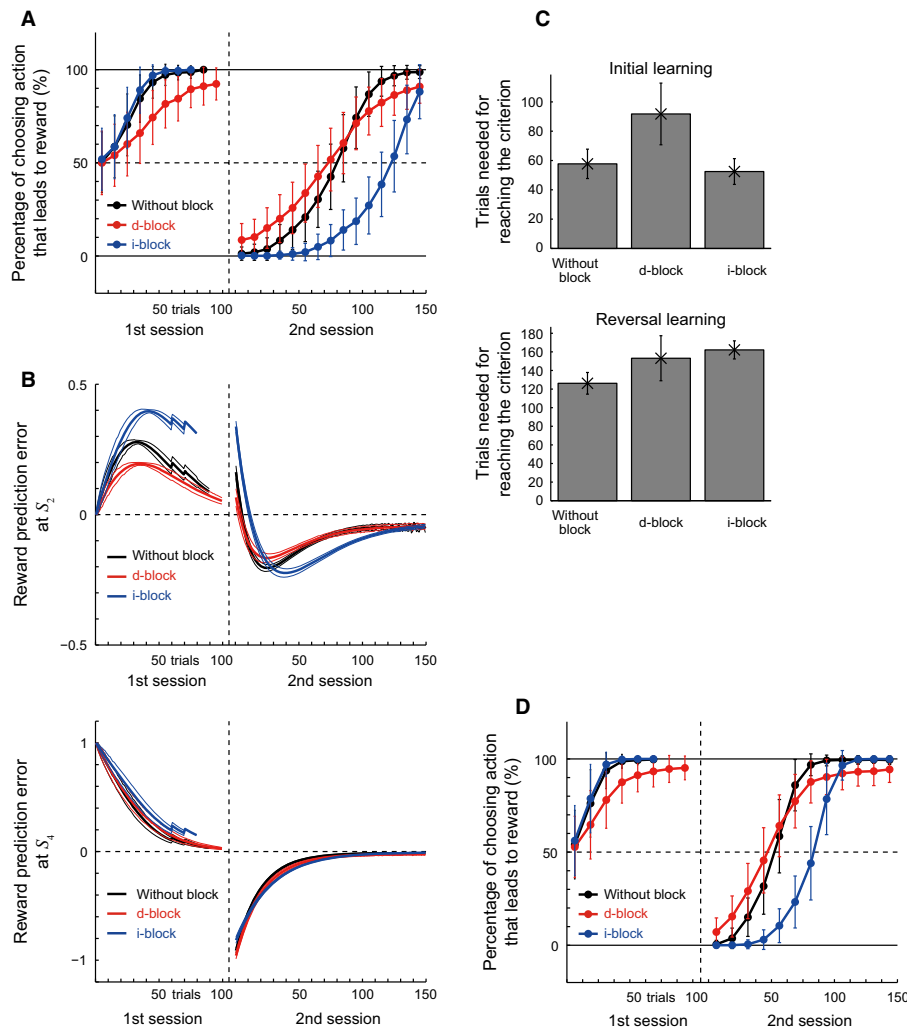 A
Percentage of choosing action
that leads to reward (%)
100
50
0
Without block
d-block
i-block
50 trials 100 50 100 150
1st session 2nd session
B
Reward prediction error
at S2
0.5
0
−0.5
Without block
d-block
i-block
50 trials 100 50 100 150
1st session 2nd session
Reward prediction error
at S4
1
0
−1
Without block
d-block
i-block
50 trials 100 50 100 150
1st session 2nd session
C
Initial learning
Trials needed for
reaching the criterion
100
80
60
40
20
0
Without
block
d-block
i-block
Reversal learning
Trials needed for
reaching the criterion
180
160
140
120
100
80
60
40
20
0
Without
block
d-block
i-block
D
Percentage of choosing action
that leads to reward (%)
100
50
0
Without block
d-block
i-block
50 trials 100 50 100 150
1st session 2nd session